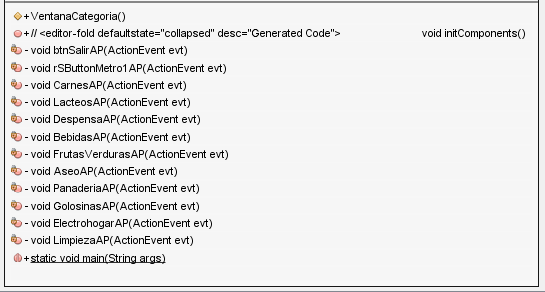 + VentanaCategoria()
+ // <editor-fold defaultstate="collapsed" desc="Generated Code"> void initComponents()
- void btnSalirAP(ActionEvent evt)
- void rSButtonMetro1AP(ActionEvent evt)
- void CarnesAP(ActionEvent evt)
- void LacteosAP(ActionEvent evt)
- void DespensaAP(ActionEvent evt)
- void BebidasAP(ActionEvent evt)
- void FrutasVerdurasAP(ActionEvent evt)
- void AseoAP(ActionEvent evt)
- void PanaderiaAP(ActionEvent evt)
- void GolosinasAP(ActionEvent evt)
- void ElectrohogarAP(ActionEvent evt)
- void LimpiezaAP(ActionEvent evt)
+ static void main(String args)